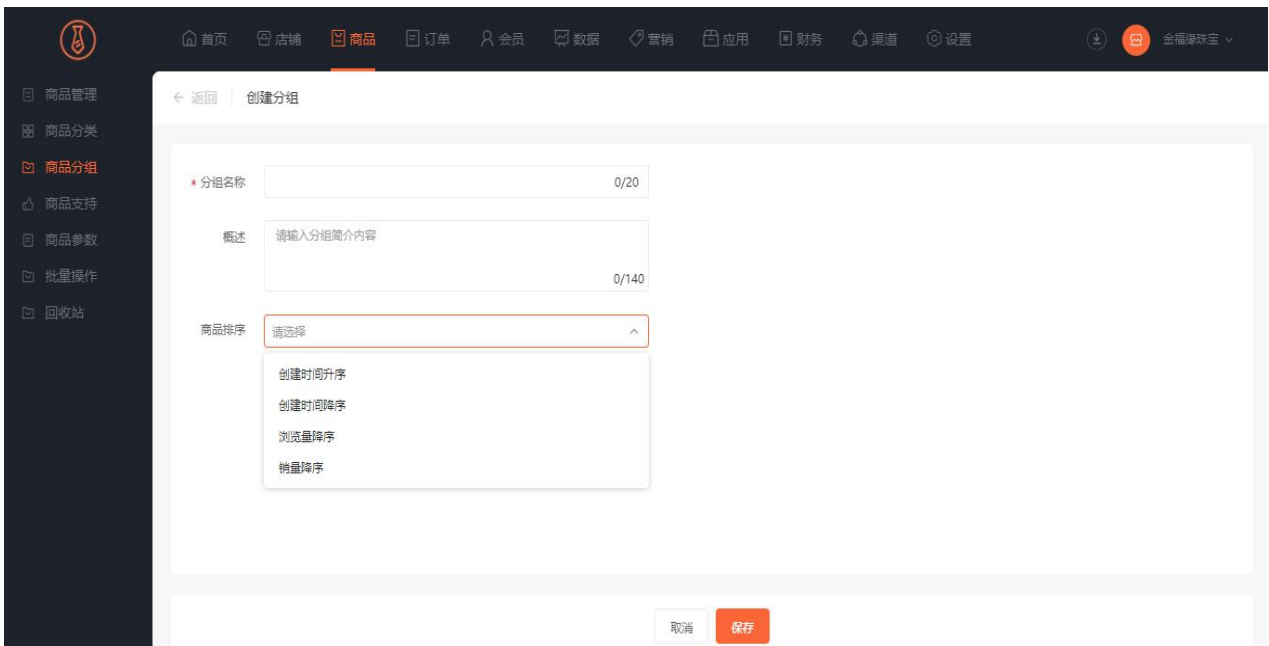 首页 店铺 商品 订单 会员 数据 营销 应用 财务 渠道 设置 金福缘珠宝
商品管理
商品分类
商品分组
商品支持
商品参数
批量操作
回收站
返回 创建分组
* 分组名称 0/20
概述 请输入分组简介内容
0/140
商品排序 请选择
创建时间升序
创建时间降序
浏览量降序
销量降序
取消 保存